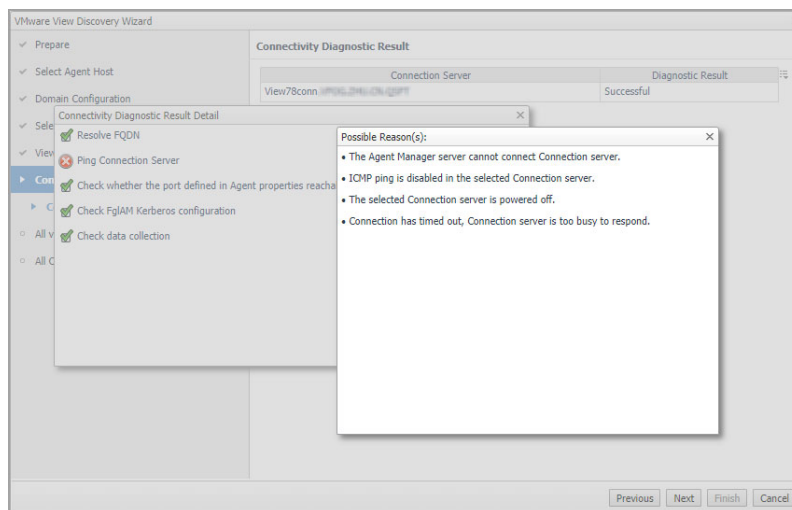 VMware View Discovery Wizard
Prepare
Select Agent Host
Domain Configuration
Sele
View
Con
C
All v
All C
Connectivity Diagnostic Result
Connection Server
Diagnostic Result
View78conn
Successful
Connectivity Diagnostic Result Detail
Resolve FQDN
Ping Connection Server
Check whether the port defined in Agent properties reacha
Check FglAM Kerberos configuration
Check data collection
Possible Reason(s):
• The Agent Manager server cannot connect Connection server.
• ICMP ping is disabled in the selected Connection server.
• The selected Connection server is powered off.
• Connection has timed out, Connection server is too busy to respond.
Previous
Next
Finish
Cancel